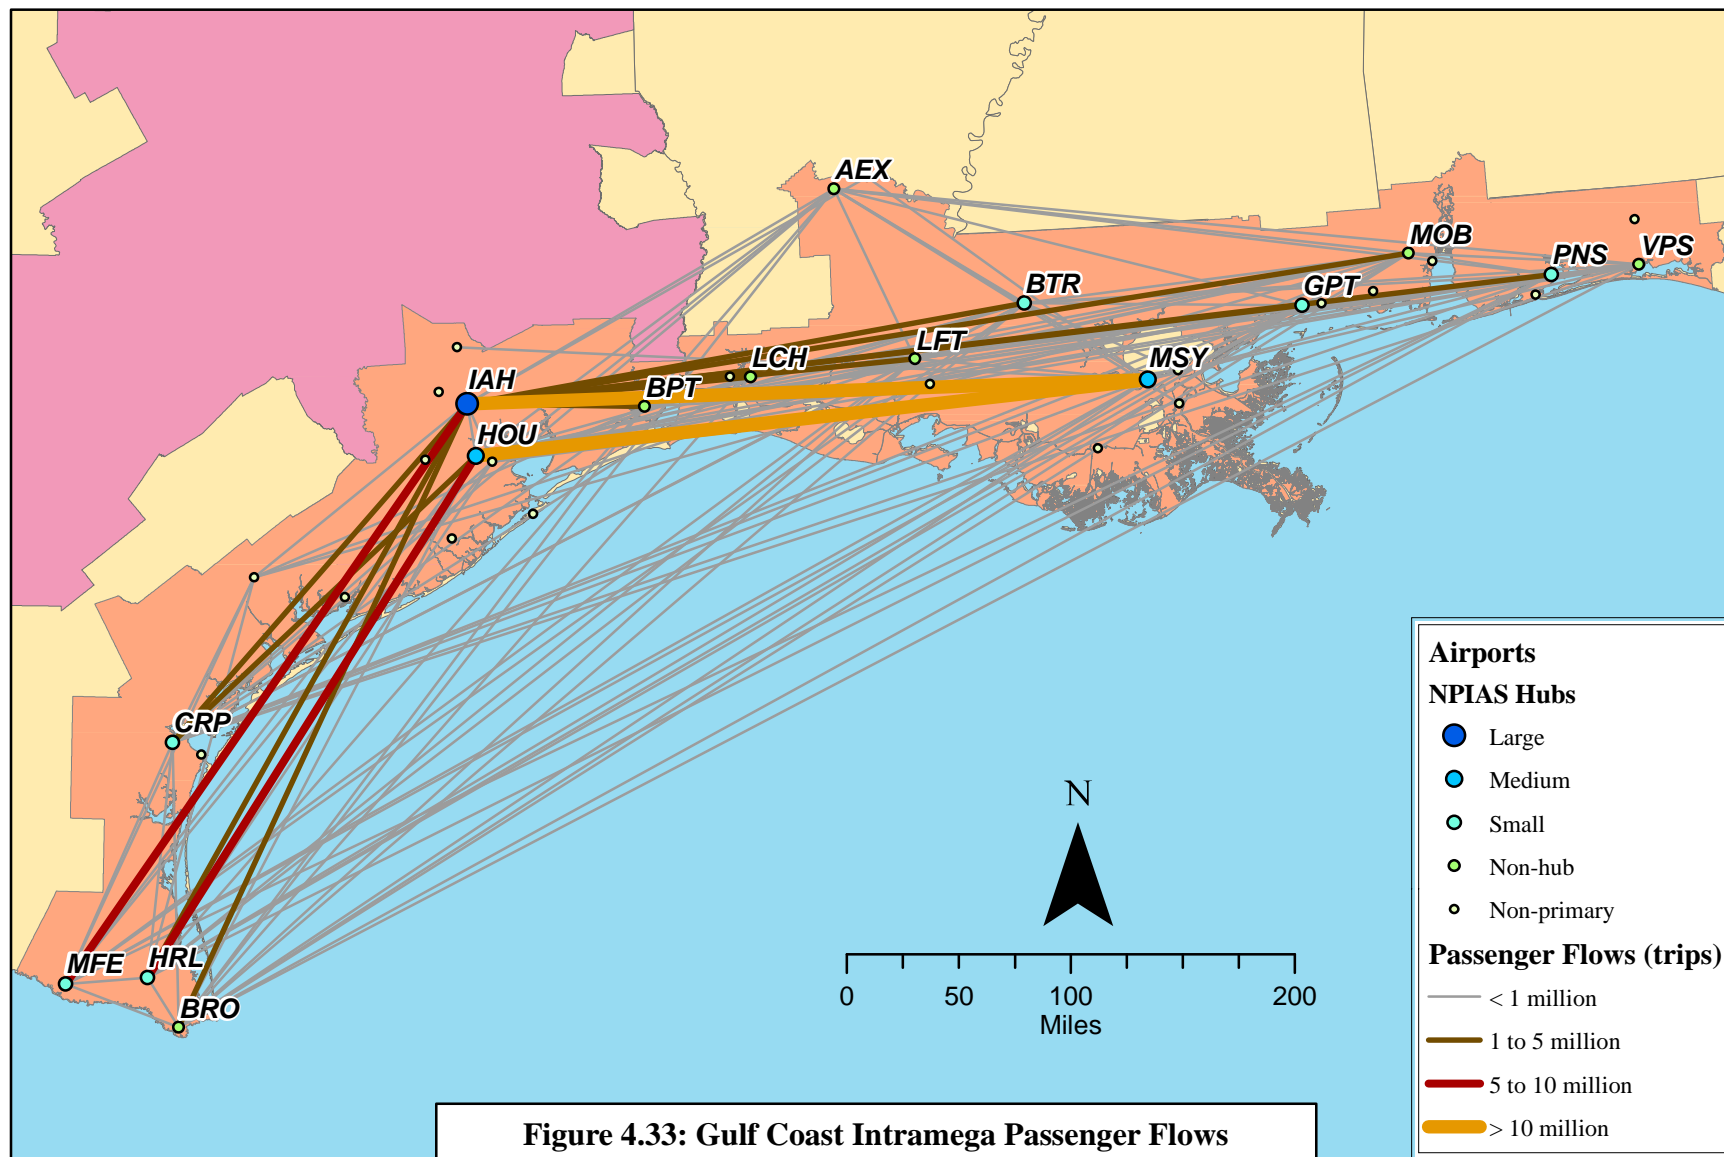 AEX
MOB
PNS
VPS
BTR
GPT
LFT
MSY
LCH
IAH
BPT
HOU
CRP
MFE
HRL
BRO
N
0 50 100 200
Miles
Airports
NPIAS Hubs
Large
Medium
Small
Non-hub
Non-primary
Passenger Flows (trips)
< 1 million
1 to 5 million
5 to 10 million
> 10 million
Figure 4.33: Gulf Coast Intramega Passenger Flows